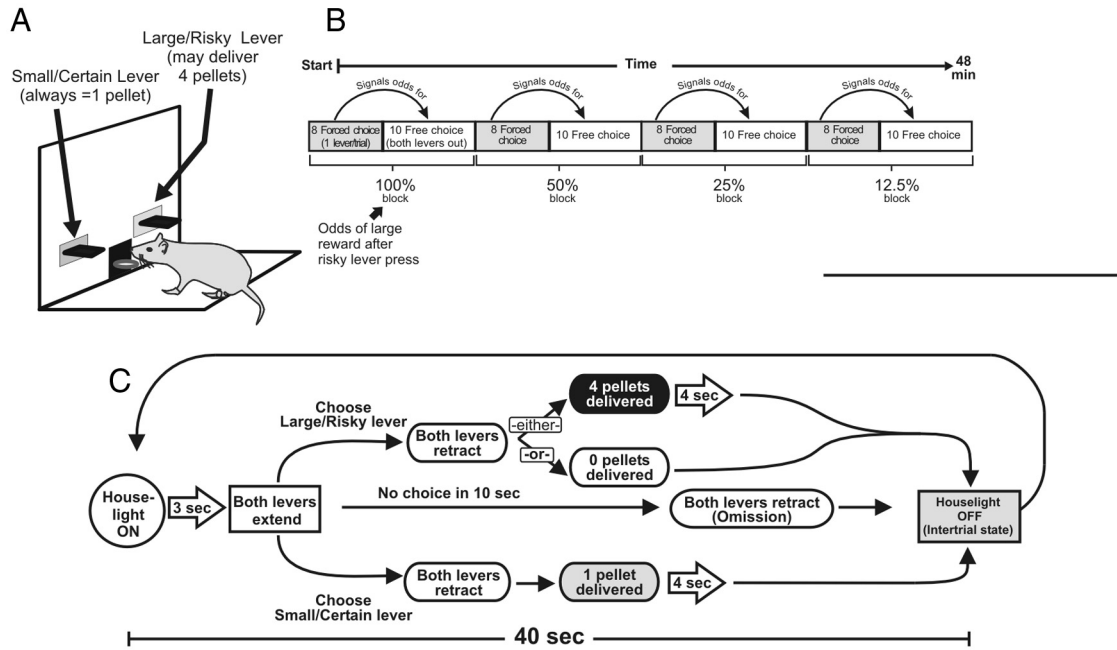 A
Large/Risky Lever
(may deliver
4 pellets)
Small/Certain Lever
(always =1 pellet)
B
Start
Time
48
min
Signals odds for
Signals odds for
Signals odds for
Signals odds for
8 Forced choice
(1 lever/trial)
10 Free choice
(both levers out)
8 Forced
choice
10 Free choice
8 Forced
choice
10 Free choice
8 Forced
choice
10 Free choice
100%
block
50%
block
25%
block
12.5%
block
Odds of large
reward after
risky lever press
C
House-
light
ON
3 sec
Both levers
extend
Choose
Large/Risky lever
Both levers
retract
-either-
-or-
4 pellets
delivered
4 sec
0 pellets
delivered
No choice in 10 sec
Both levers retract
(Omission)
Houselight
OFF
(Intertrial state)
Choose
Small/Certain lever
Both levers
retract
1 pellet
delivered
4 sec
40 sec